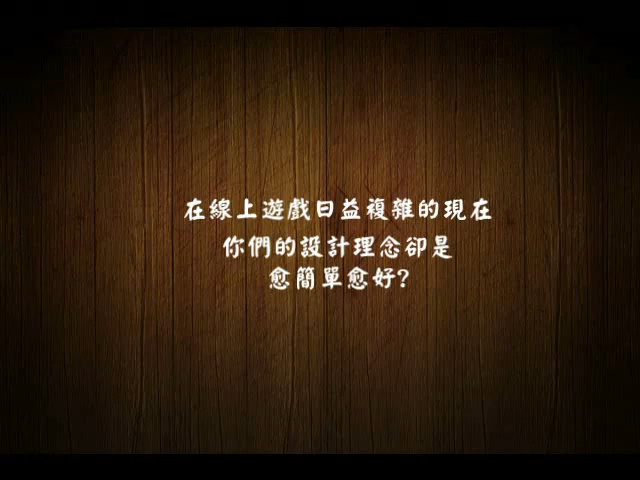 在線上遊戲日益複雜的現在
你們的設計理念卻是
愈簡單愈好?